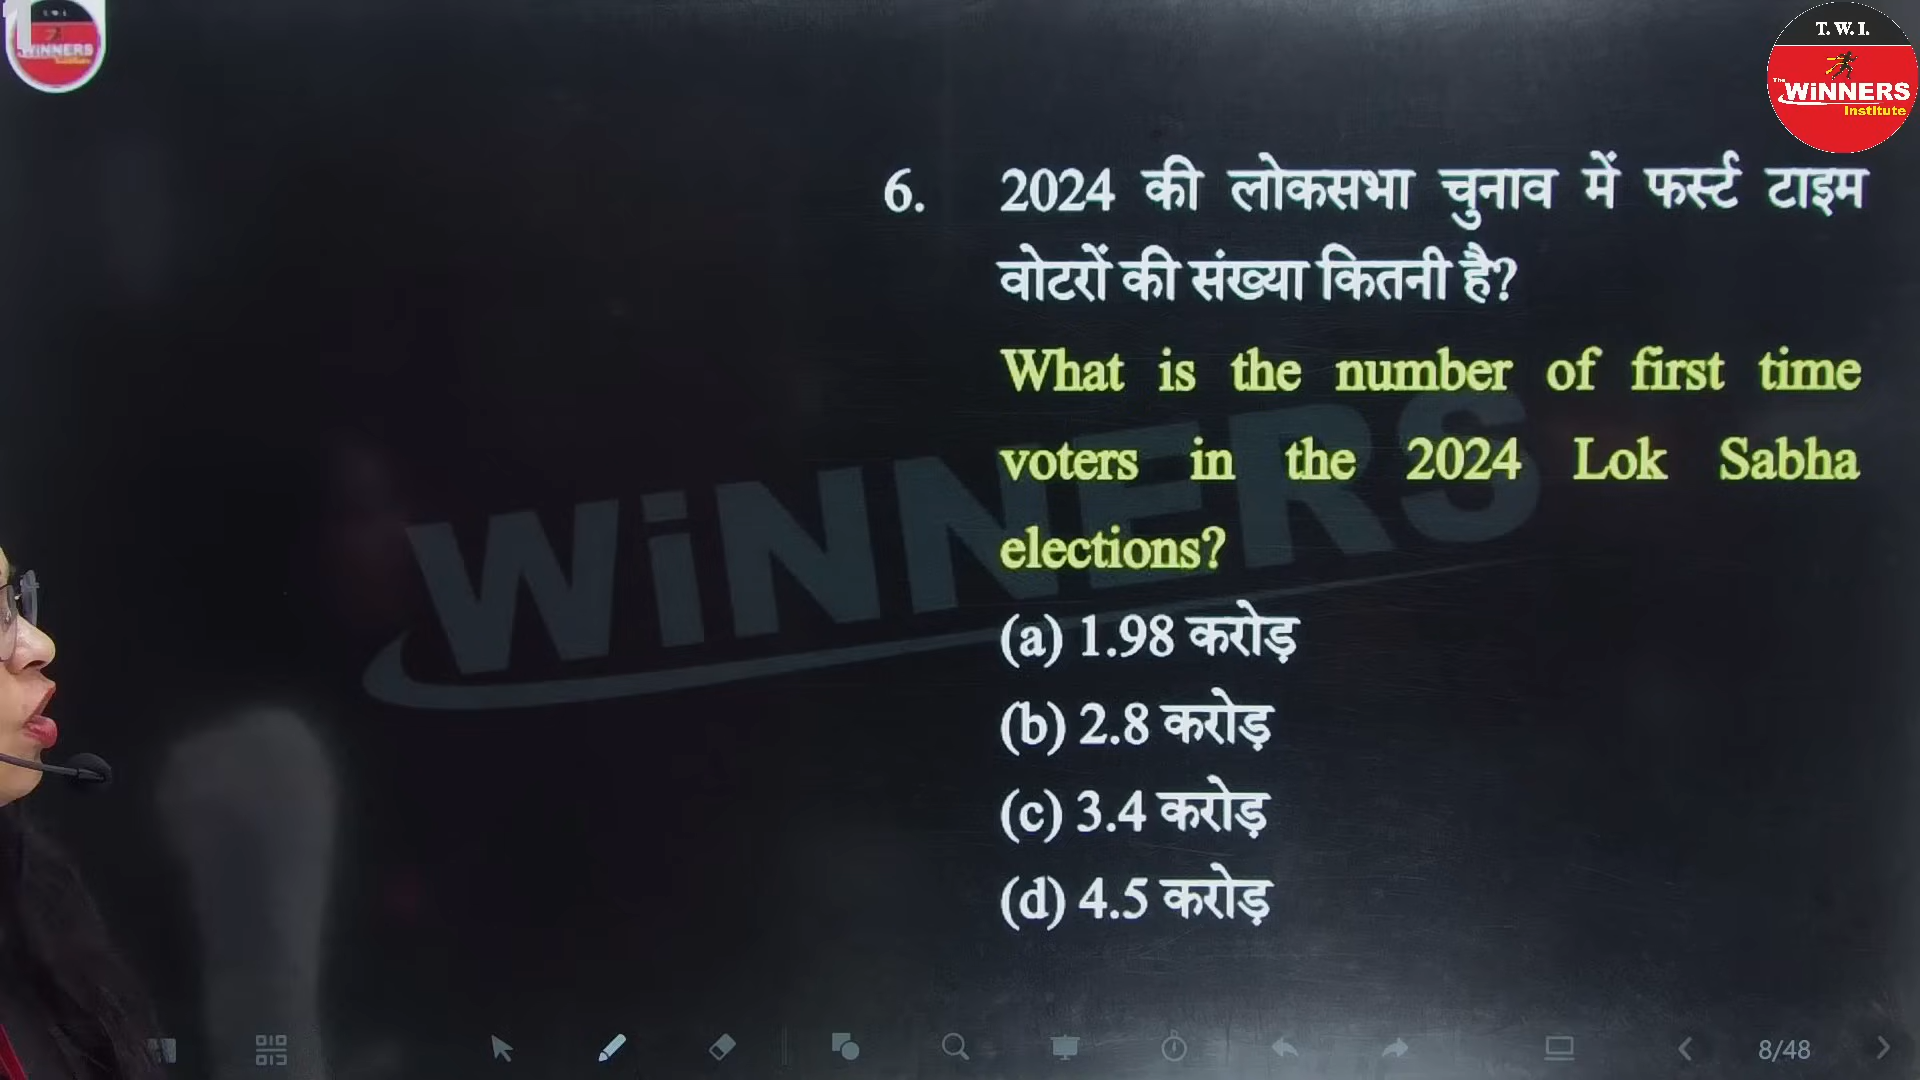 WiNNERS
T. W. I.
The
WiNNERS
Institute
6. 2024 की लोकसभा चुनाव में फर्स्ट टाइम
वोटरों की संख्या कितनी है?
What is the number of first time
voters in the 2024 Lok Sabha
elections?
(a) 1.98 करोड़
(b) 2.8 करोड़
(c) 3.4 करोड़
(d) 4.5 करोड़
WiNNERS
8/48